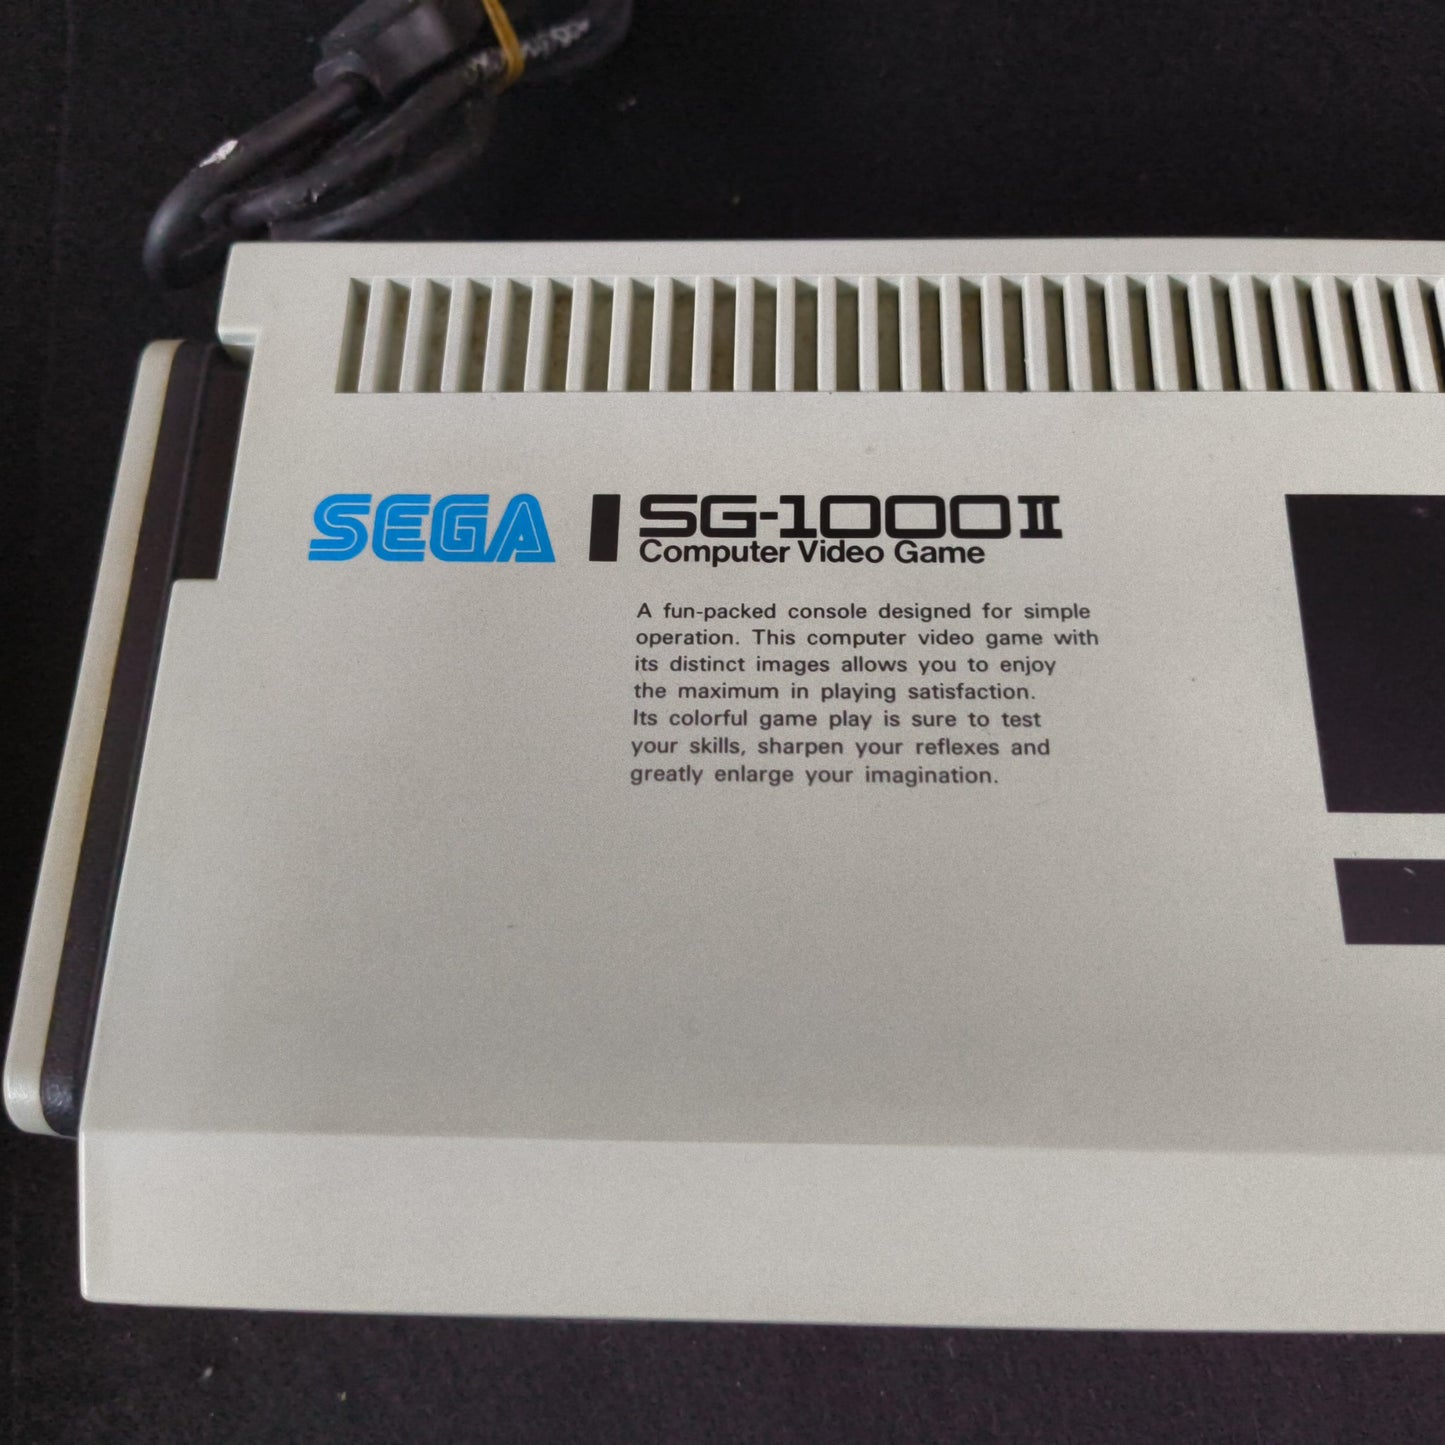 SEGA SG-1000II
Computer Video Game
A fun-packed console designed for simple
operation. This computer video game with
its distinct images allows you to enjoy
the maximum in playing satisfaction.
Its colorful game play is sure to test
your skills, sharpen your reflexes and
greatly enlarge your imagination.